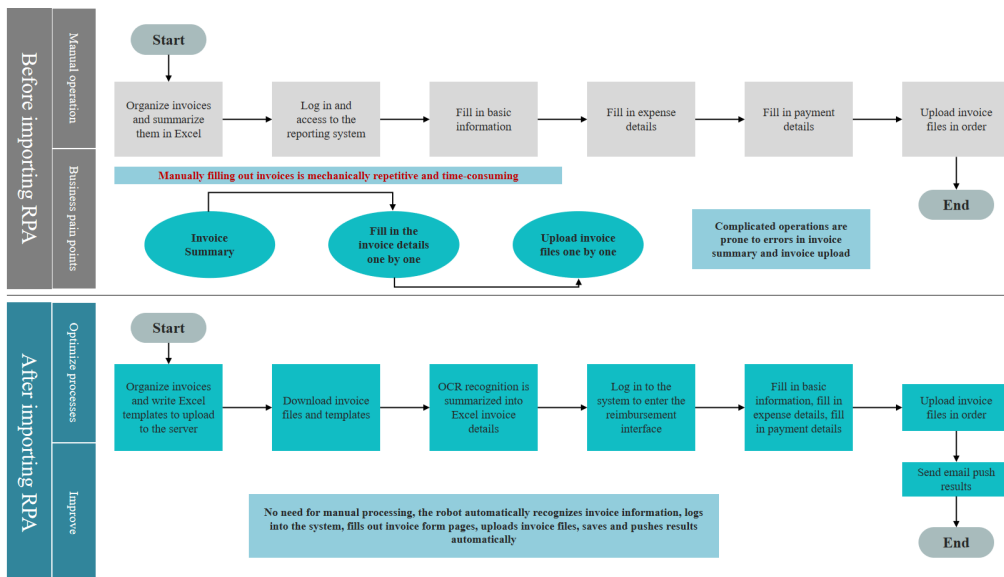 Before importing RPA
Manual operation
Start
Organize invoices
and summarize
them in Excel
Log in and
access to the
reporting system
Fill in basic
information
Fill in expense
details
Fill in payment
details
Upload invoice
files in order
End
Business pain points
Manually filling out invoices is mechanically repetitive and time-consuming
Invoice
Summary
Fill in the
invoice details
one by one
Upload invoice
files one by one
Complicated operations are
prone to errors in invoice
summary and invoice upload
After importing RPA
Optimize processes
Start
Organize invoices
and write Excel
templates to upload
to the server
Download invoice
files and templates
OCR recognition is
summarized into
Excel invoice
details
Log in to the
system to enter the
reimbursement
interface
Fill in basic
information, fill in
expense details, fill
in payment details
Upload invoice
files in order
Send email push
results
End
Improve
No need for manual processing, the robot automatically recognizes invoice information, logs
into the system, fills out invoice form pages, uploads invoice files, saves and pushes results
automatically